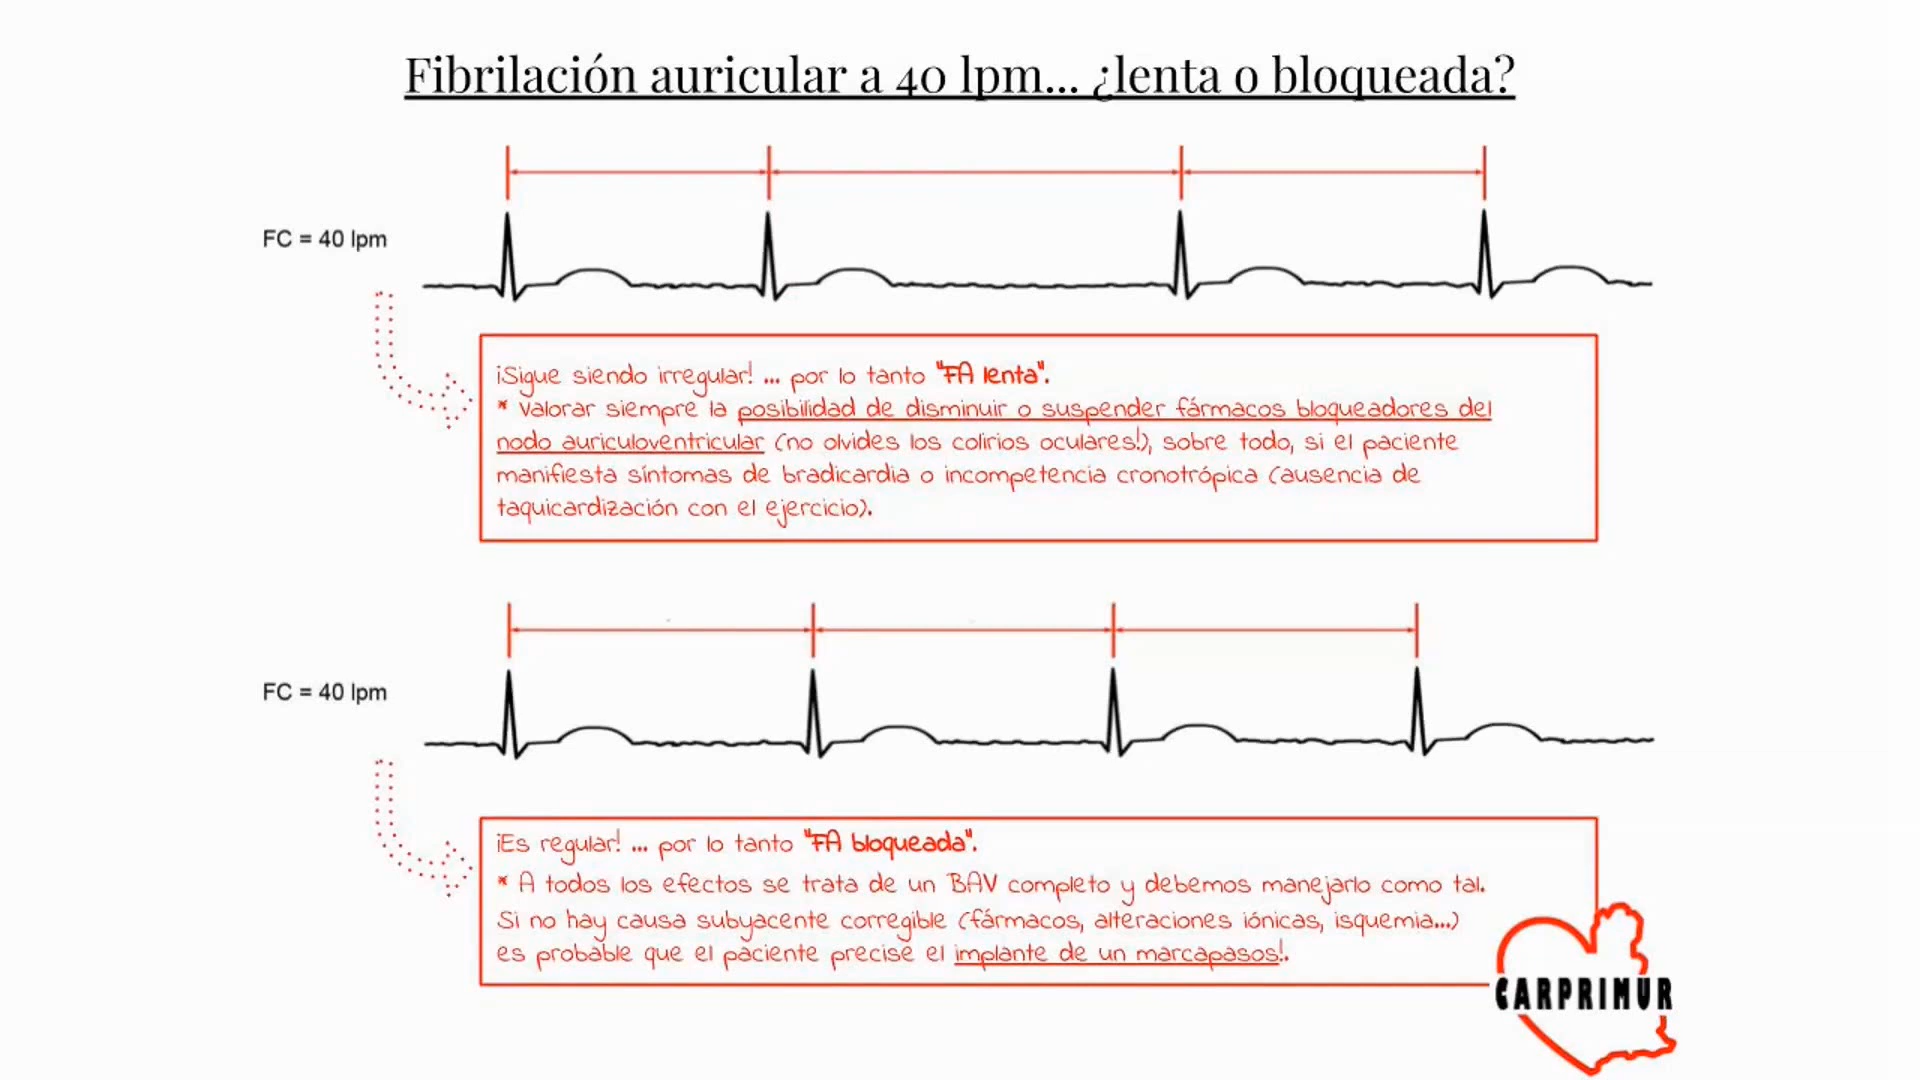 Fibrilación auricular a 40 lpm... ¿lenta o bloqueada?
FC = 40 lpm
¡Sigue siendo irregular! ... por lo tanto "FA lenta".
* Valorar siempre la posibilidad de disminuir o suspender fármacos bloqueadores del
nodo auriculoventricular (no olvides los colirios oculares!), sobre todo, si el paciente
manifiesta síntomas de bradicardia o incompetencia cronotrópica (ausencia de
taquicardización con el ejercicio).
FC = 40 lpm
¡Es regular! ... por lo tanto "FA bloqueada".
* A todos los efectos se trata de un BAV completo y debemos manejarlo como tal.
Si no hay causa subyacente corregible (fármacos, alteraciones iónicas, isquemia...)
es probable que el paciente precise el implante de un marcapasos!.
CARPRIMUR